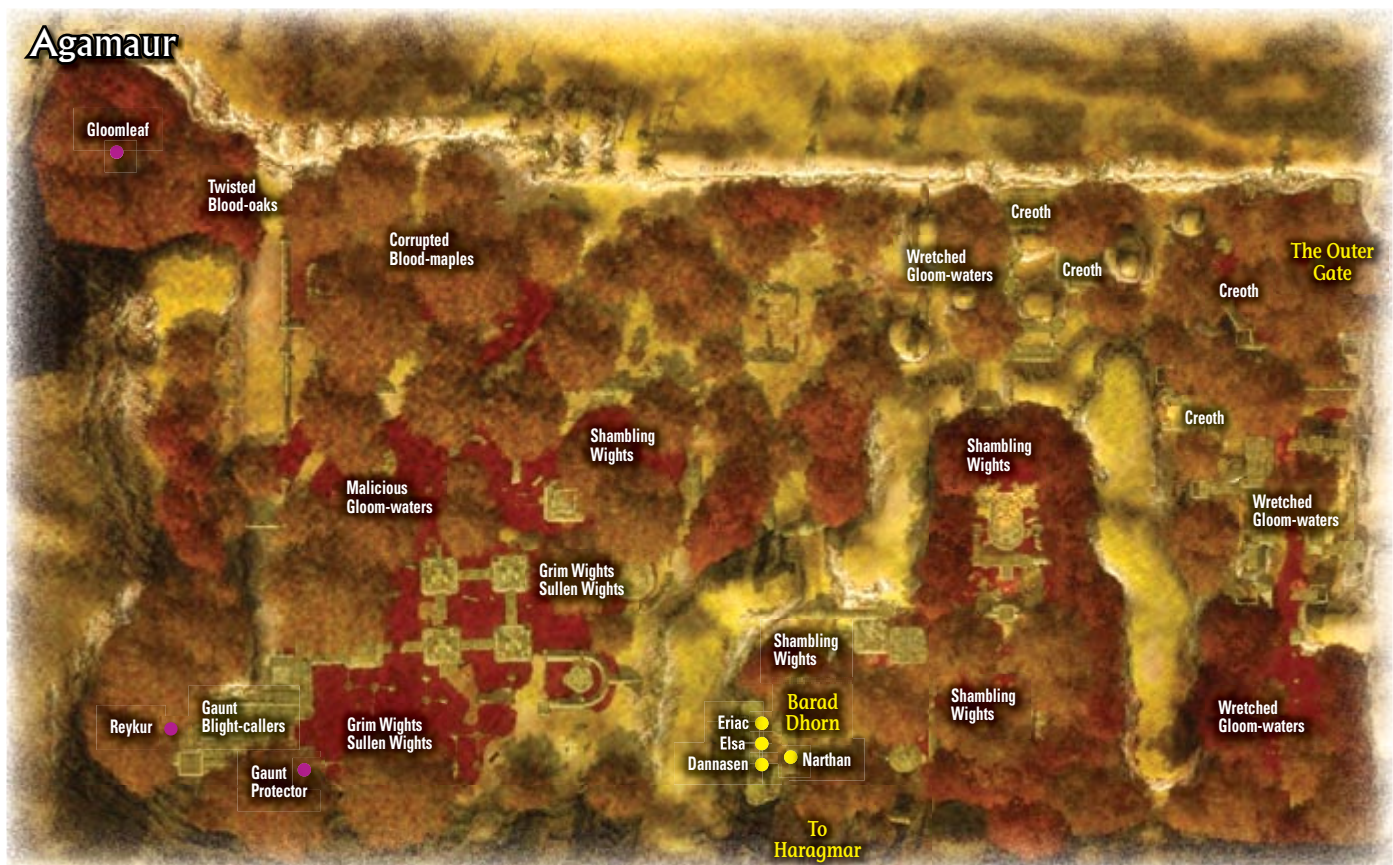 Agamaur
Gloomleaf
Twisted
Blood-oaks
Corrupted
Blood-maples
Creoth
Wretched
Gloom-waters
Creoth
The Outer
Gate
Creoth
Creoth
Shambling
Wights
Shambling
Wights
Malicious
Gloom-waters
Wretched
Gloom-waters
Grim Wights
Sullen Wights
Shambling
Wights
Barad
Dhorn
Shambling
Wights
Gaunt
Blight-callers
Reykur
Grim Wights
Sullen Wights
Wretched
Gloom-waters
Eriac
Elsa
Dannasen
Narthan
Gaunt
Protector
To
Haragmar